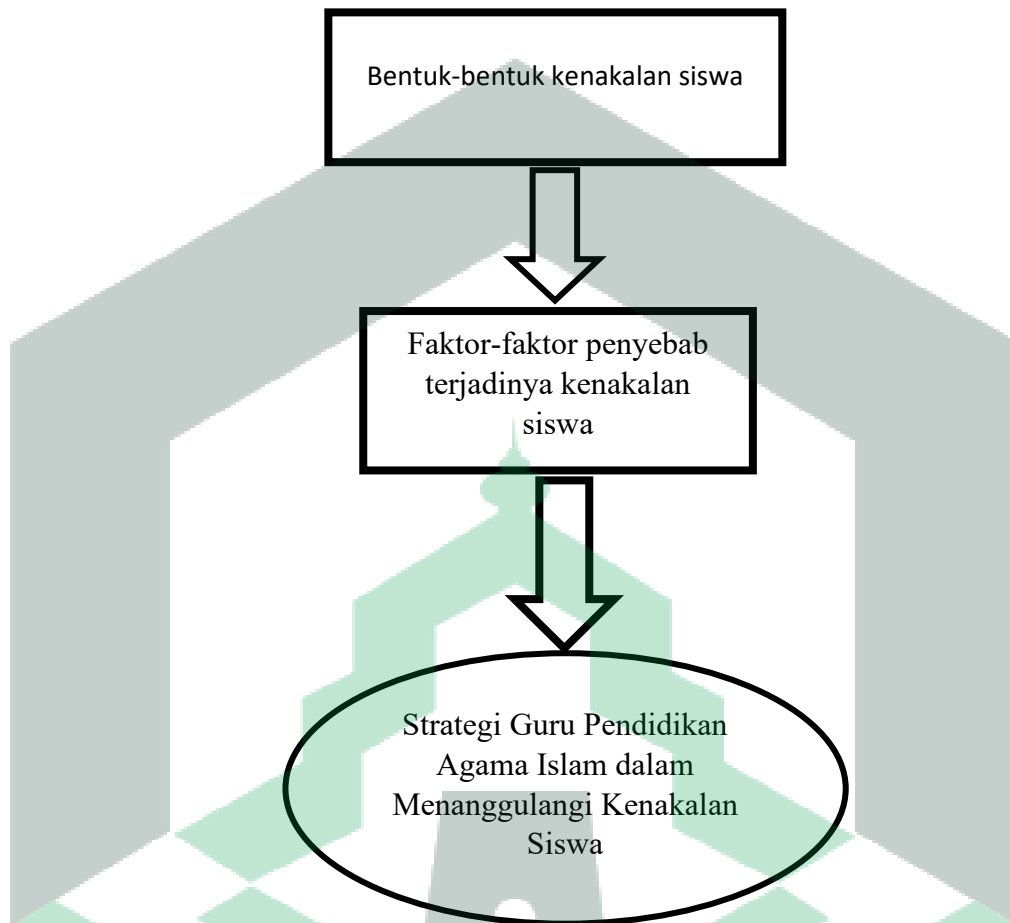 Bentuk-bentuk kenakalan siswa
Faktor-faktor penyebab
terjadinya kenakalan
siswa
Strategi Guru Pendidikan
Agama Islam dalam
Menanggulangi Kenakalan
Siswa